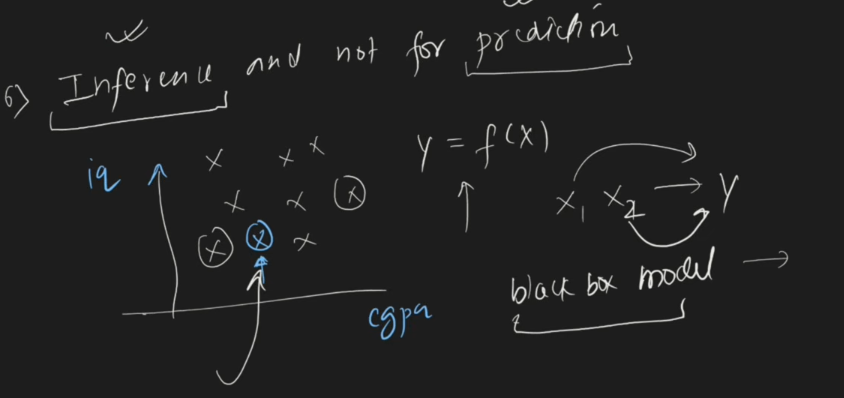 6) Inference and not for prediction
iq
y = f(x)
x1 x2 → y
black box model →
cgpa